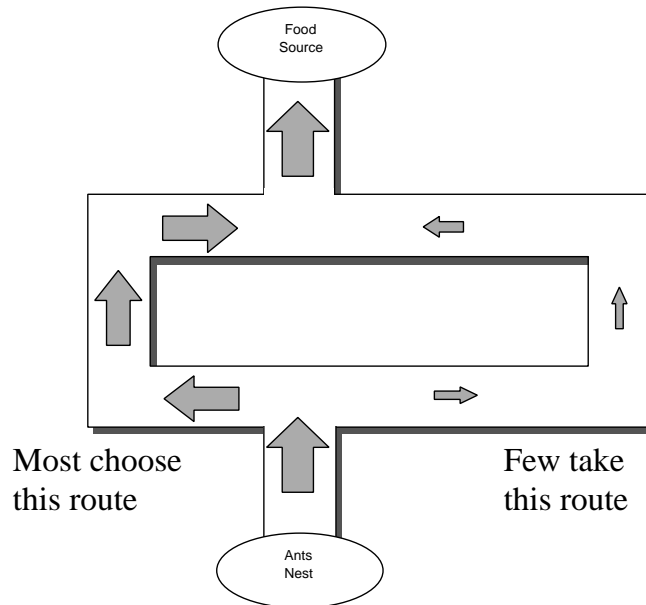 Food
Source
Most choose
this route
Few take
this route
Ants
Nest